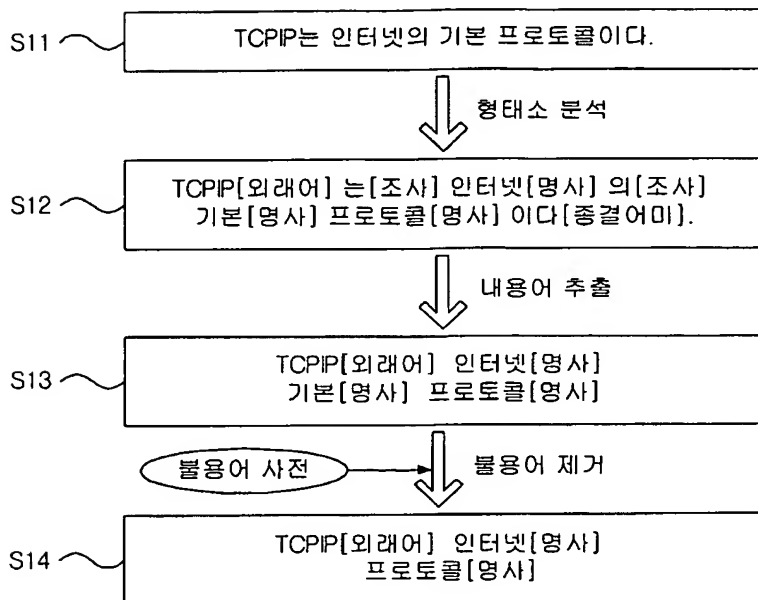 S11
TCPIP는 인터넷의 기본 프로토콜이다.
형태소 분석
S12
TCPIP[외래어] 는[조사] 인터넷[명사] 의[조사]
기본[명사] 프로토콜[명사] 이다[종결어미].
내용어 추출
S13
TCPIP[외래어] 인터넷[명사]
기본[명사] 프로토콜[명사]
불용어 사전
불용어 제거
S14
TCPIP[외래어] 인터넷[명사]
프로토콜[명사]